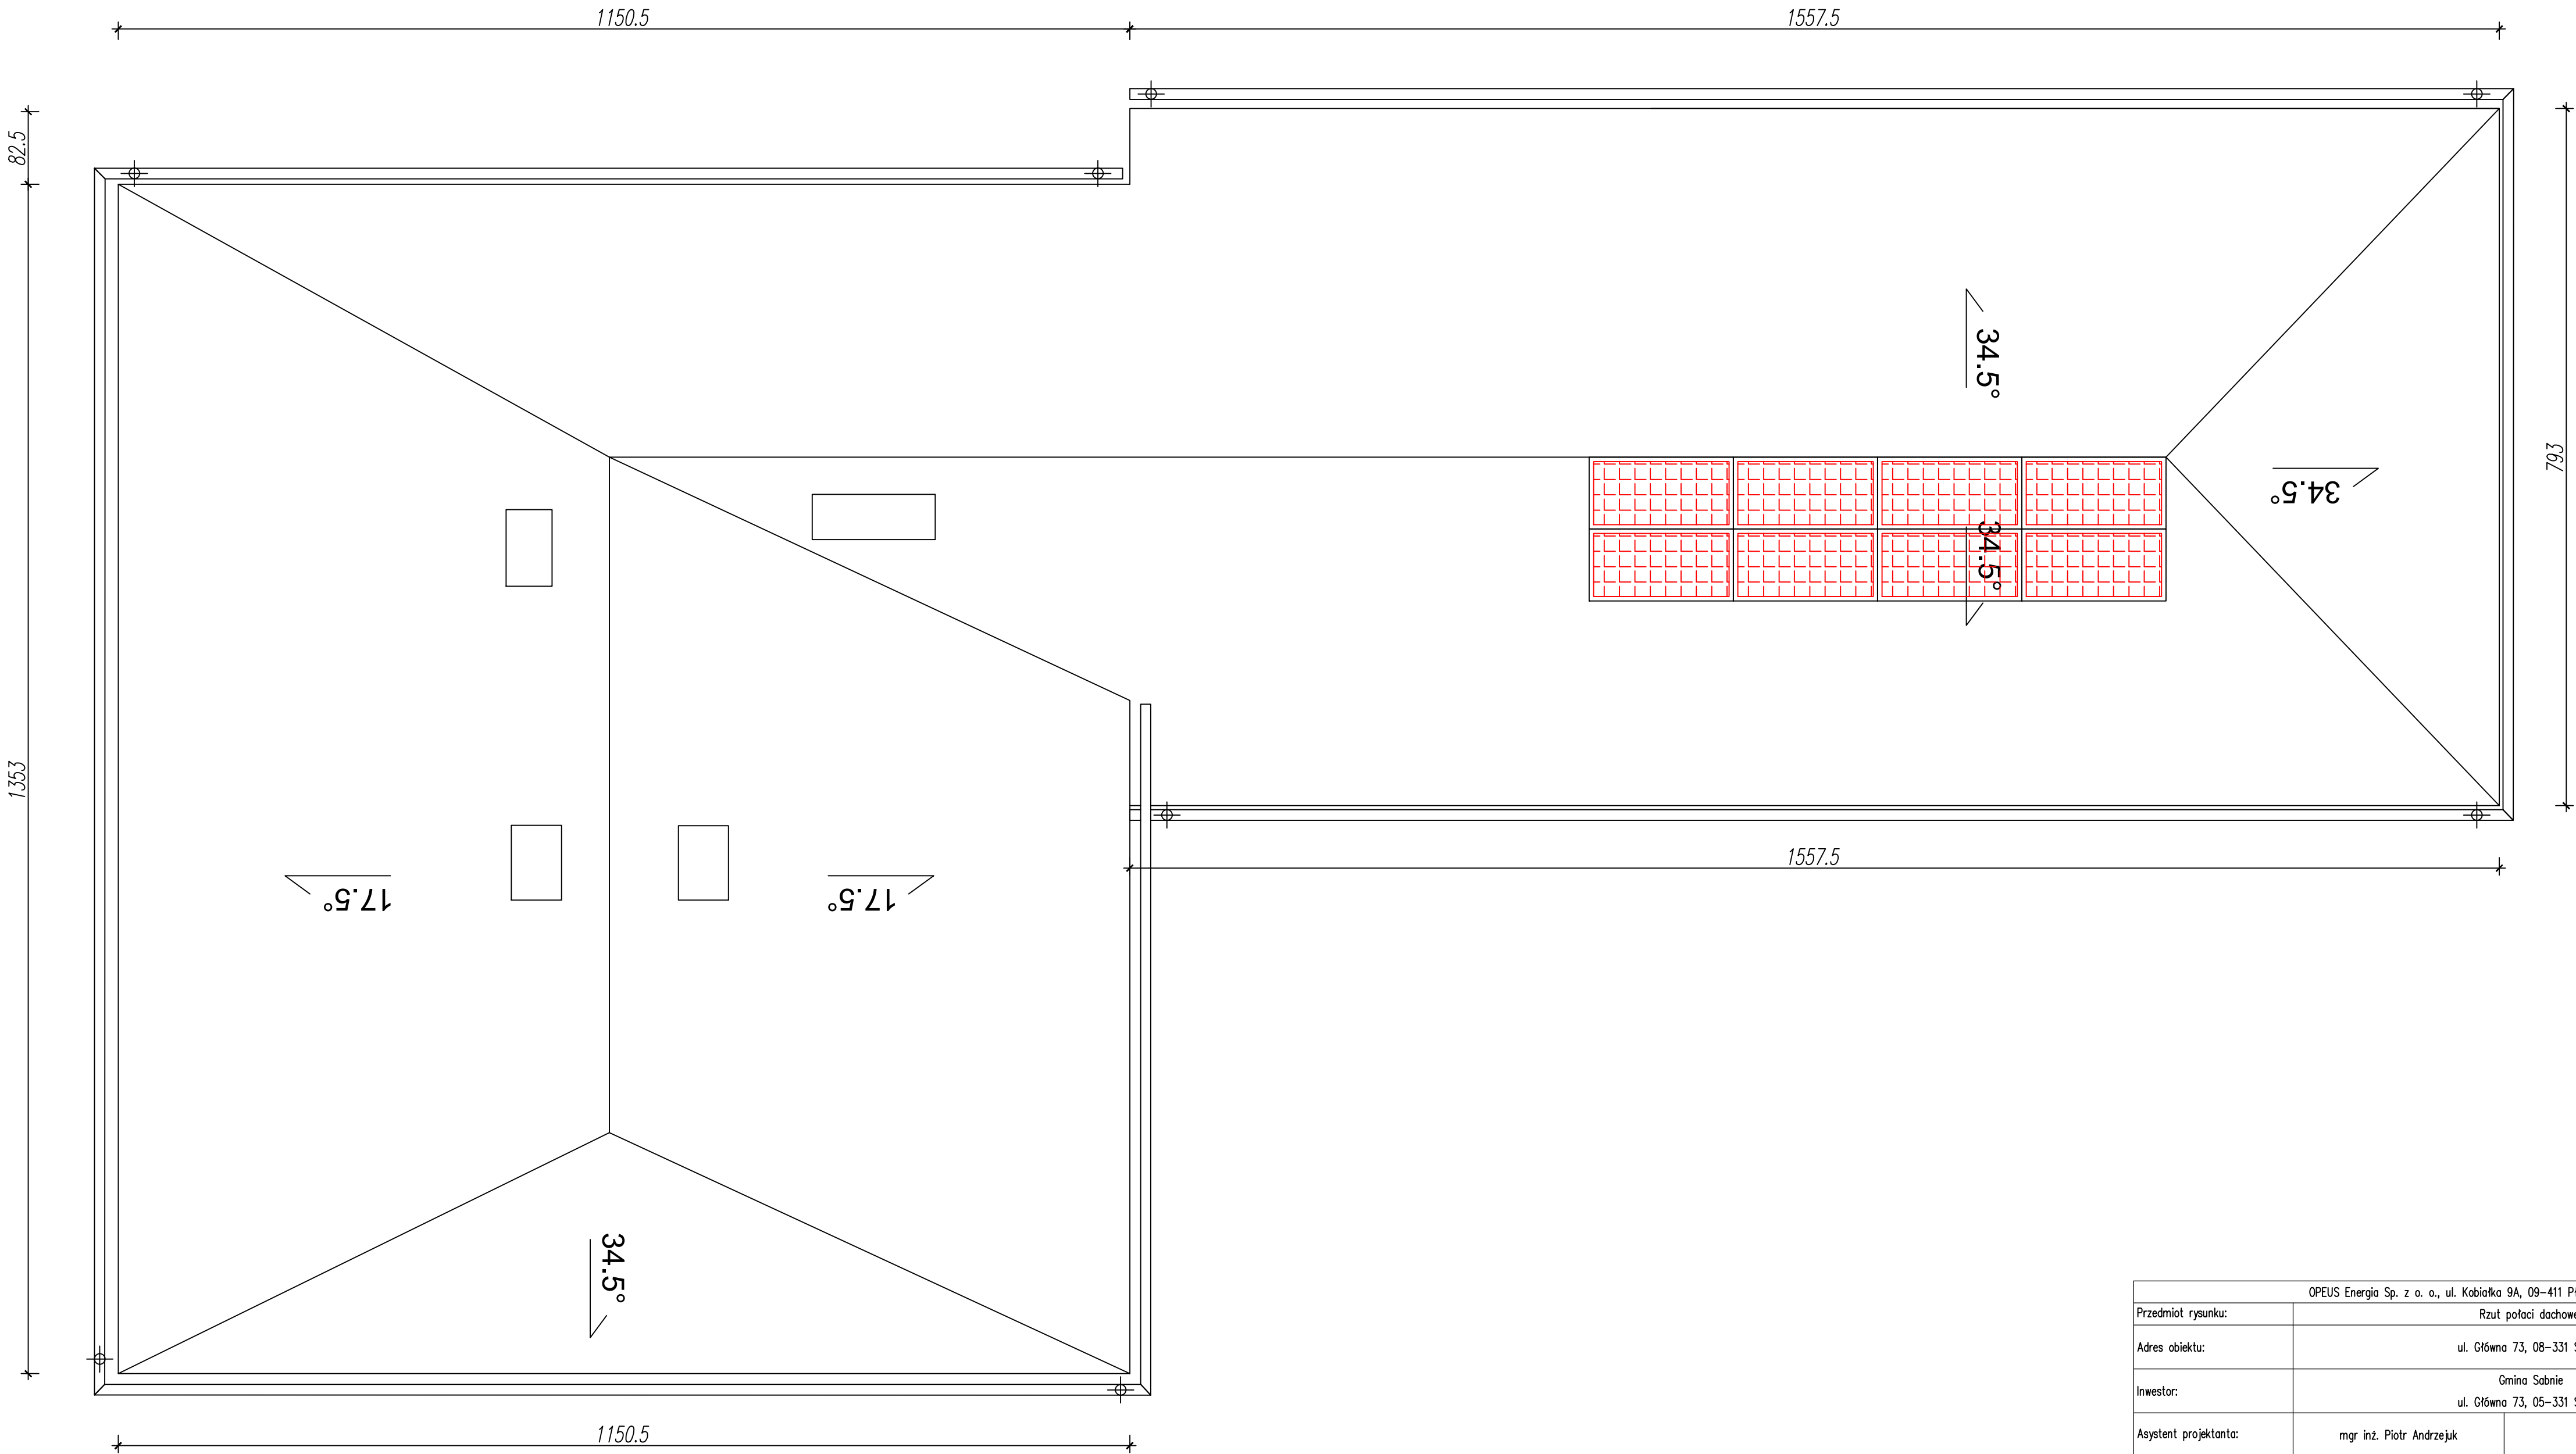 1150.5
1557.5
82.5
34.5°
793
34.5°
34.5°
1353
1557.5
17.5°
17.5°
34.5°
1150.5
OPEUS Energia Sp. z o. o., ul. Kobiałka 9A, 09-411
Przedmiot rysunku:
Rzut połaci
Adres obiektu:
ul. Główna 73, 08-331
Inwestor:
Gmina Sabnie
ul. Główna 73, 05-331
Asystent projektanta:
mgr inż. Piotr Andrzejuk